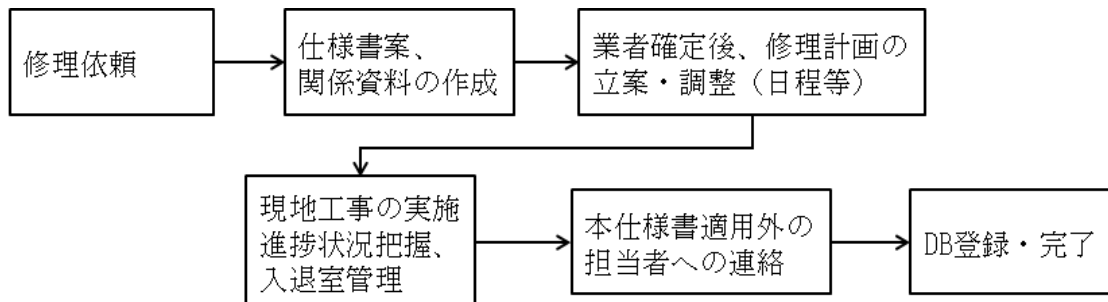 修理依頼
仕様書案、
関係資料の作成
業者確定後、修理計画の
立案・調整（日程等）
現地工事の実施
進捗状況把握、
入退室管理
本仕様書適用外の
担当者への連絡
DB登録・完了